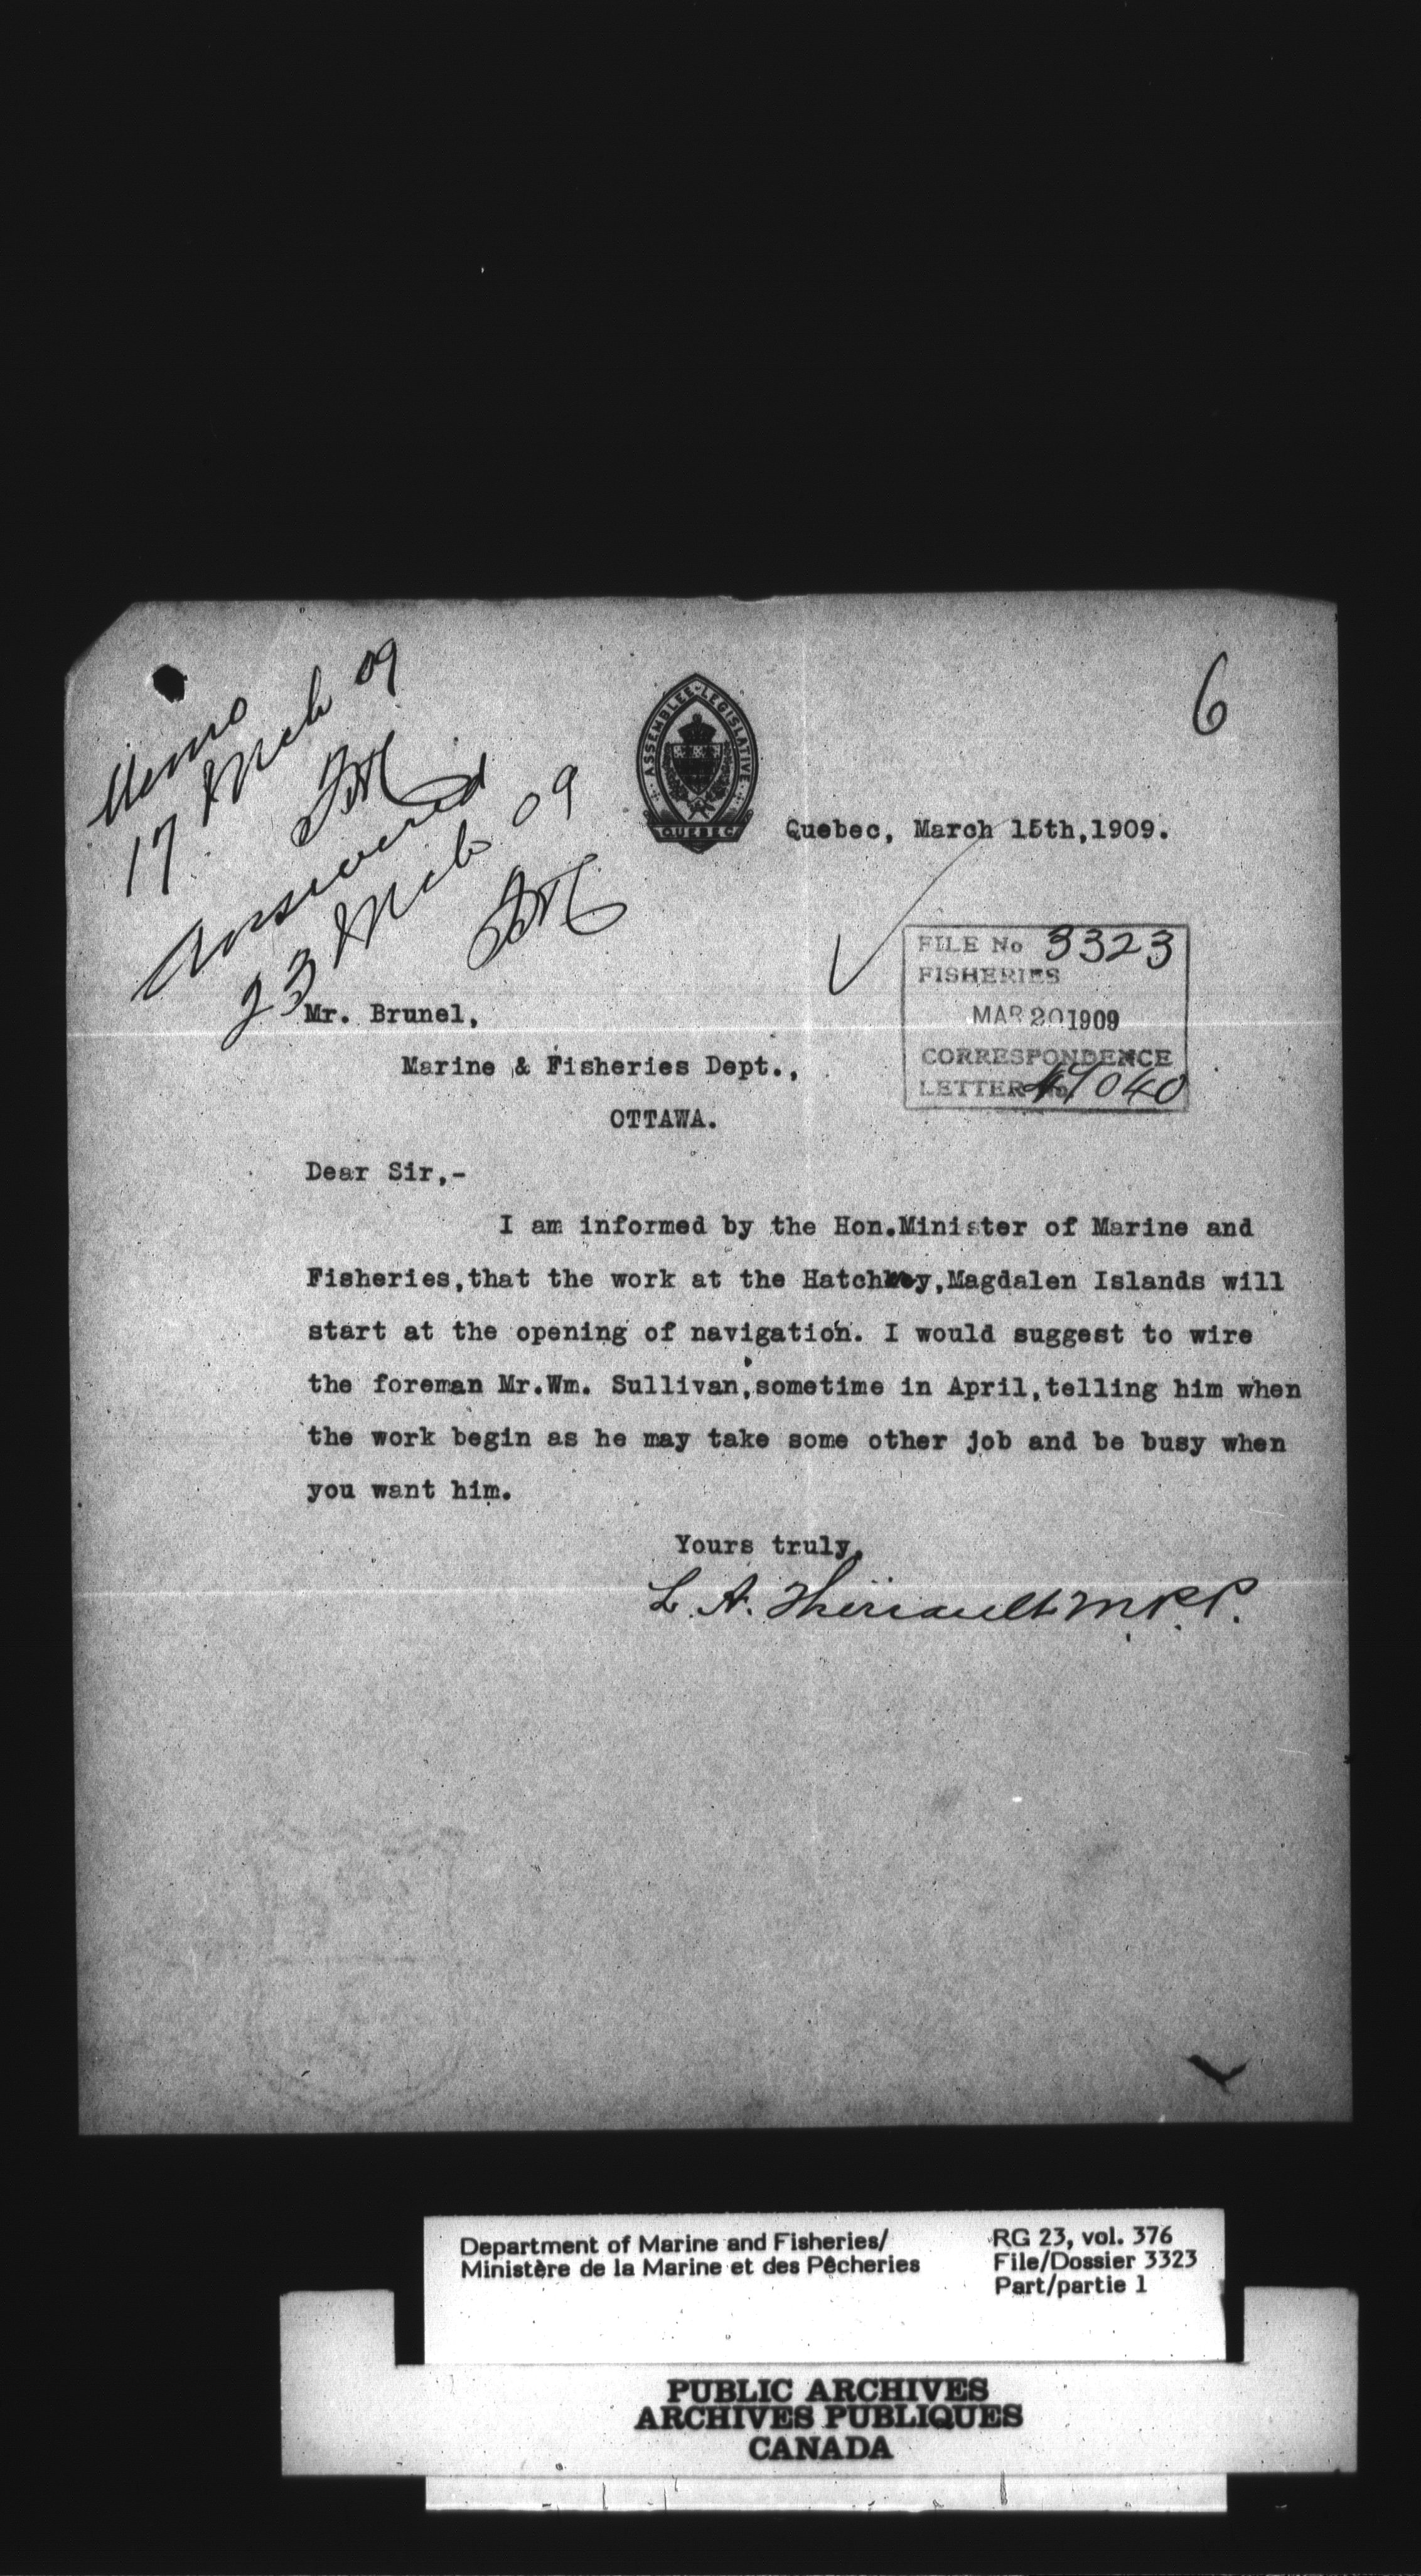 6
Memo
17 Mch 09
Answered
23 Mch 09
ASSEMBLEE-LEGISLATIVE
QUEBEC
Quebec, March 15th,1909.
FILE No 3323
FISHERIES
MAR 20 1909
CORRESPONDENCE
LETTER No
Mr. Brunel,
Marine & Fisheries Dept.,
OTTAWA.
Dear Sir,-
I am informed by the Hon.Minister of Marine and
Fisheries,that the work at the Hatchery,Magdalen Islands will
start at the opening of navigation. I would suggest to wire
the foreman Mr.Wm. Sullivan,sometime in April,telling him when
the work begin as he may take some other job and be busy when
you want him.
Yours truly,
L. A. Thériault M.P.P.
Department of Marine and Fisheries/
Ministère de la Marine et des Pêcheries
RG 23, vol. 376
File/Dossier 3323
Part/partie 1
PUBLIC ARCHIVES
ARCHIVES PUBLIQUES
CANADA